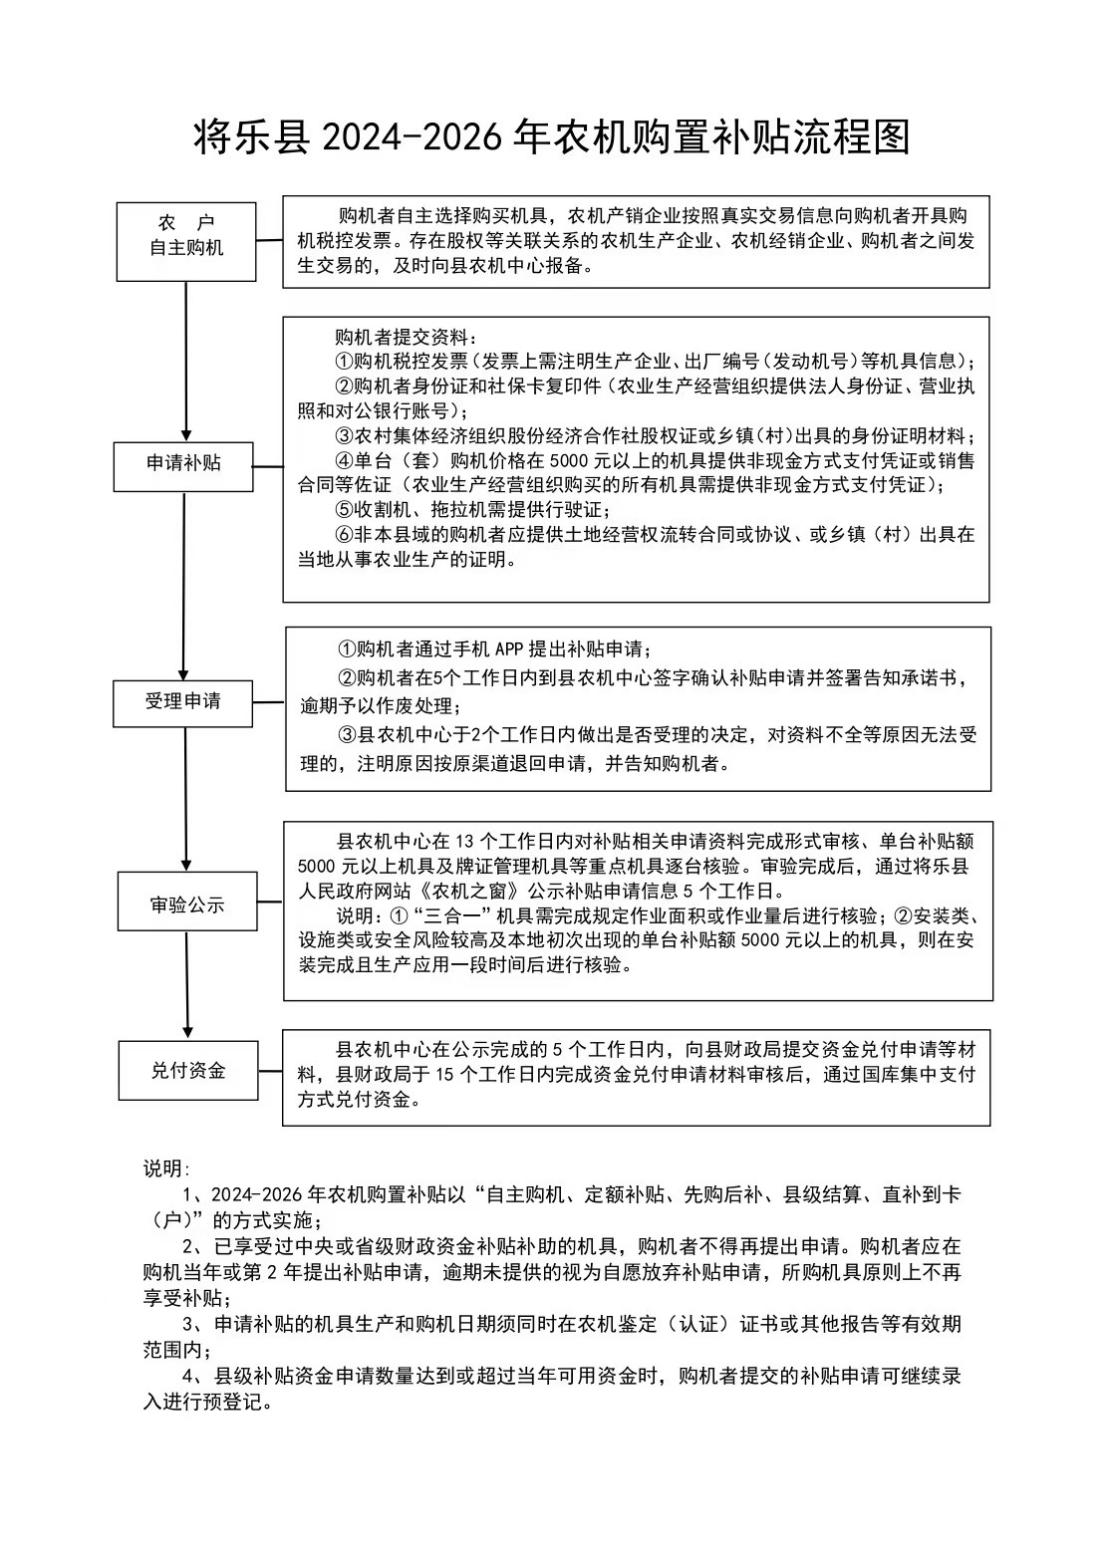 将乐县 2024-2026 年农机购置补贴流程图
农 户
自主购机
购机者自主选择购买机具，农机产销企业按照真实交易信息向购机者开具购
机税控发票。存在股权等关联关系的农机生产企业、农机经销企业、购机者之间发
生交易的，及时向县农机中心报备。
申请补贴
购机者提交资料：
①购机税控发票（发票上需注明生产企业、出厂编号（发动机号）等机具信息）；
②购机者身份证和社保卡复印件（农业生产经营组织提供法人身份证、营业执
照和对公银行账号）；
③农村集体经济组织股份经济合作社股权证或乡镇（村）出具的身份证明材料；
④单台（套）购机价格在 5000 元以上的机具提供非现金方式支付凭证或销售
合同等佐证（农业生产经营组织购买的所有机具需提供非现金方式支付凭证）；
⑤收割机、拖拉机需提供行驶证；
⑥非本县域的购机者应提供土地经营权流转合同或协议、或乡镇（村）出具在
当地从事农业生产的证明。
受理申请
①购机者通过手机 APP 提出补贴申请；
②购机者在5个工作日内到县农机中心签字确认补贴申请并签署告知承诺书，
逾期予以作废处理；
③县农机中心于2个工作日内做出是否受理的决定，对资料不全等原因无法受
理的，注明原因按原渠道退回申请，并告知购机者。
审验公示
县农机中心在 13 个工作日内对补贴相关申请资料完成形式审核、单台补贴额
5000 元以上机具及牌证管理机具等重点机具逐台核验。审验完成后，通过将乐县
人民政府网站《农机之窗》公示补贴申请信息 5 个工作日。
说明：①“三合一”机具需完成规定作业面积或作业量后进行核验；②安装类、
设施类或安全风险较高及本地初次出现的单台补贴额 5000 元以上的机具，则在安
装完成且生产应用一段时间后进行核验。
兑付资金
县农机中心在公示完成的 5 个工作日内，向县财政局提交资金兑付申请等材
料，县财政局于 15 个工作日内完成资金兑付申请材料审核后，通过国库集中支付
方式兑付资金。
说明：
1、2024-2026 年农机购置补贴以“自主购机、定额补贴、先购后补、县级结算、直补到卡
（户）”的方式实施；
2、已享受过中央或省级财政资金补贴补助的机具，购机者不得再提出申请。购机者应在
购机当年或第 2 年提出补贴申请，逾期未提供的视为自愿放弃补贴申请，所购机具原则上不再
享受补贴；
3、申请补贴的机具生产和购机日期须同时在农机鉴定（认证）证书或其他报告等有效期
范围内；
4、县级补贴资金申请数量达到或超过当年可用资金时，购机者提交的补贴申请可继续录
入进行预登记。